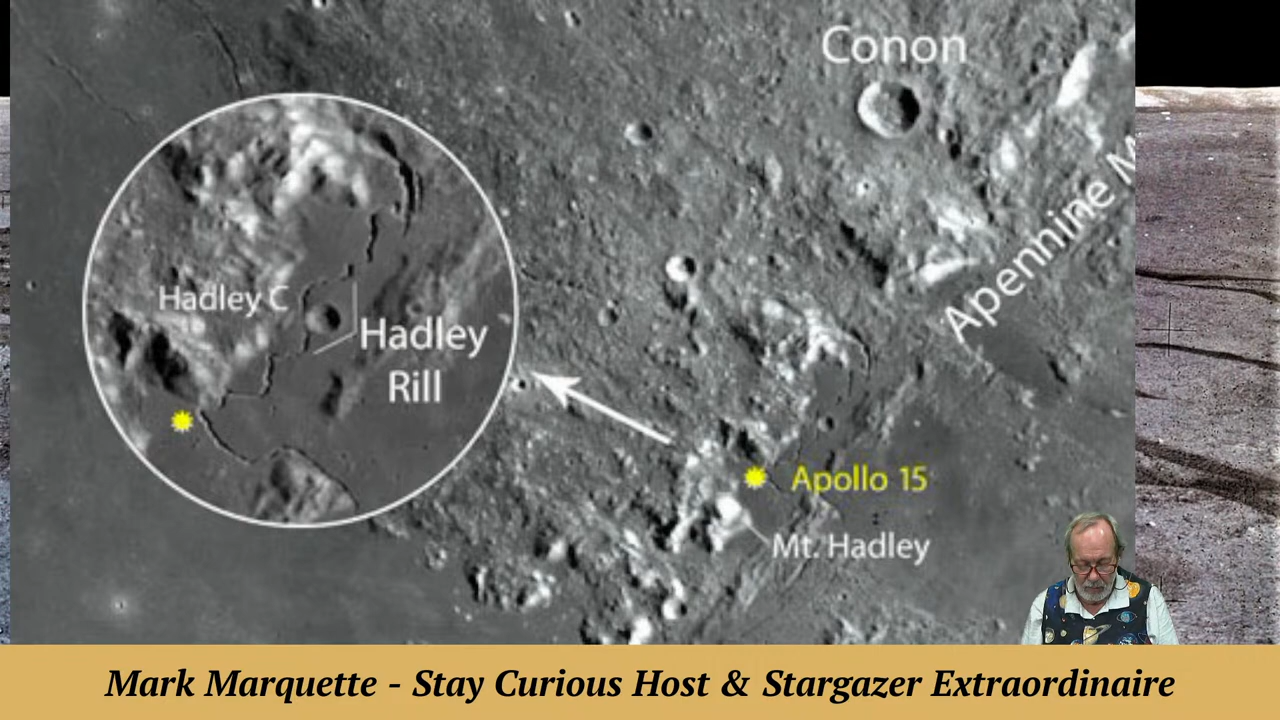 Conon
Apennine M
Hadley C
Hadley
Rill
Apollo 15
Mt. Hadley
Mark Marquette - Stay Curious Host & Stargazer Extraordinaire